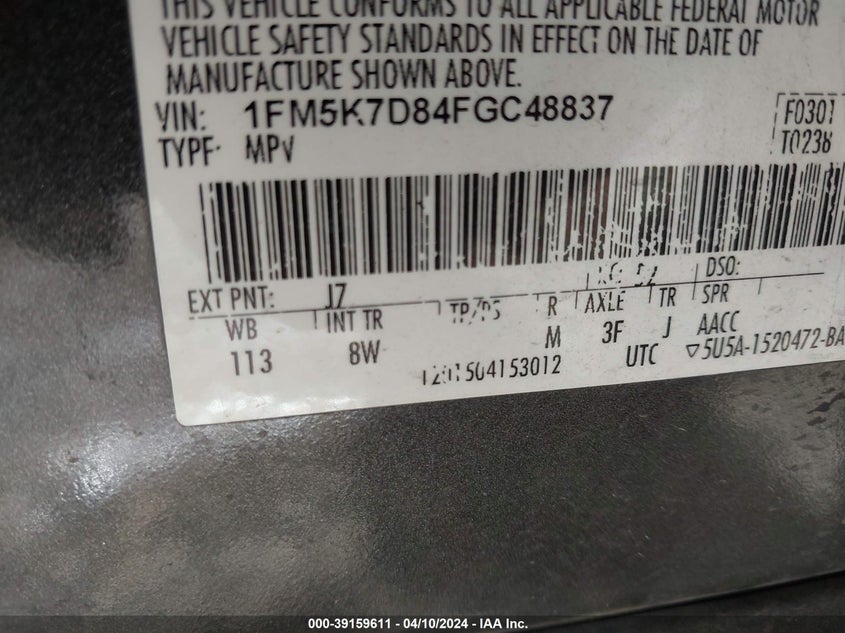 THIS VEHICLE CONFORMS TO ALL APPLICABLE FEDERAL MOTOR
VEHICLE SAFETY STANDARDS IN EFFECT ON THE DATE OF
MANUFACTURE SHOWN ABOVE.
VIN: 1FM5K7D84FGC48837 F0301
TYPE: MPV T0238
DSO:
EXT PNT: J7
WB INT TR TP/PS R AXLE TR SPR
113 8W M 3F J AACC
UTC ▽5U5A-1520472-BA
000-39159611 - 04/10/2024 - IAA Inc.